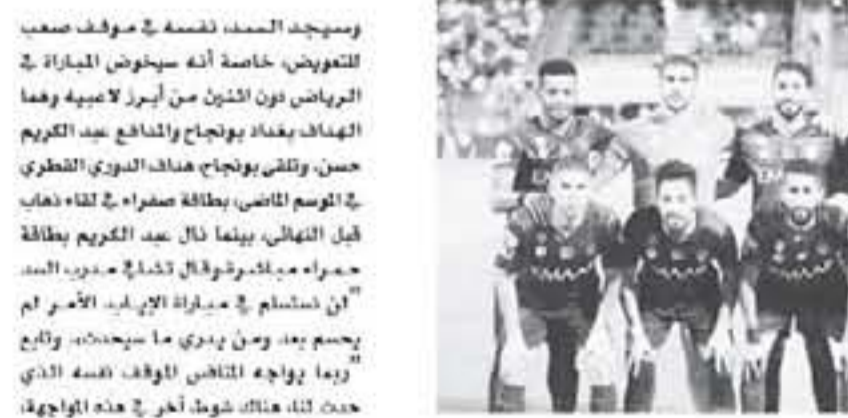 وسيجد السد، نفسه في موقف صعب
للتعويض، خاصة أنه سيخوض المباراة في
الرياض دون اثنين من أبرز لاعبيه وهما
الهداف بغداد بونجاح والمدافع عبد الكريم
حسن، وتلقى بونجاح، هداف الدوري القطري
في الموسم الماضي، بطاقة صفراء في لقاء ذهاب
قبل النهائي، بينما نال عبد الكريم بطاقة
حمراء مباشرة.وقال تشافي مدرب السد
"لن نستسلم في مباراة الإياب، الأمر لم
يحسم بعد ومن يدري ما سيحدث، وتابع
"ربما يواجه المنافس الموقف نفسه الذي
حدث لنا، هناك شوط آخر في هذه المواجهة،